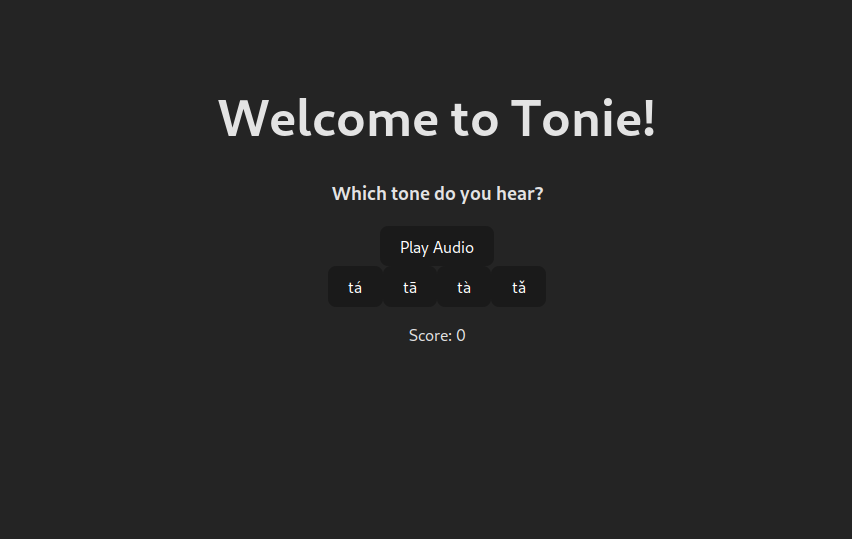 Welcome to Tonie!
Which tone do you hear?
Play Audio
tá tā tà tǎ
Score: 0